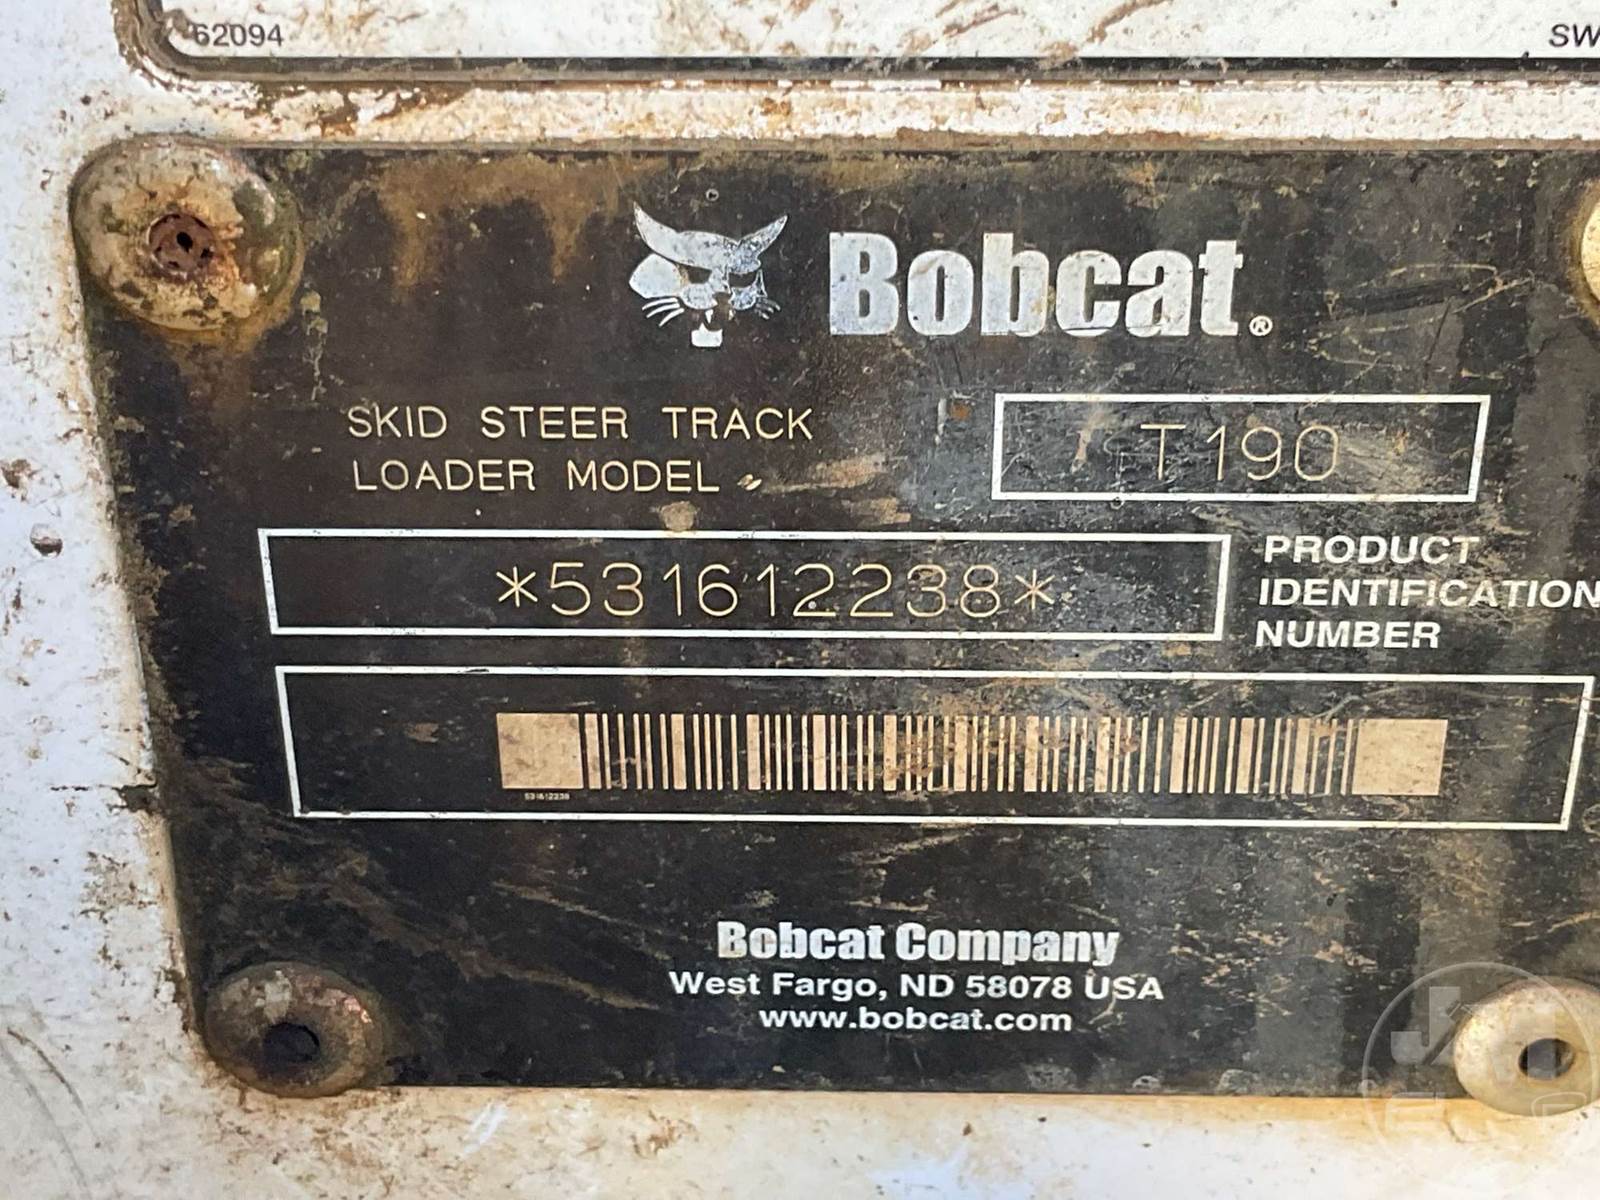 62094 SW
Bobcat®
SKID STEER TRACK
LOADER MODEL
T190
*531612238*
PRODUCT
IDENTIFICATION
NUMBER
531612238
Bobcat Company
West Fargo, ND 58078 USA
www.bobcat.com
JM